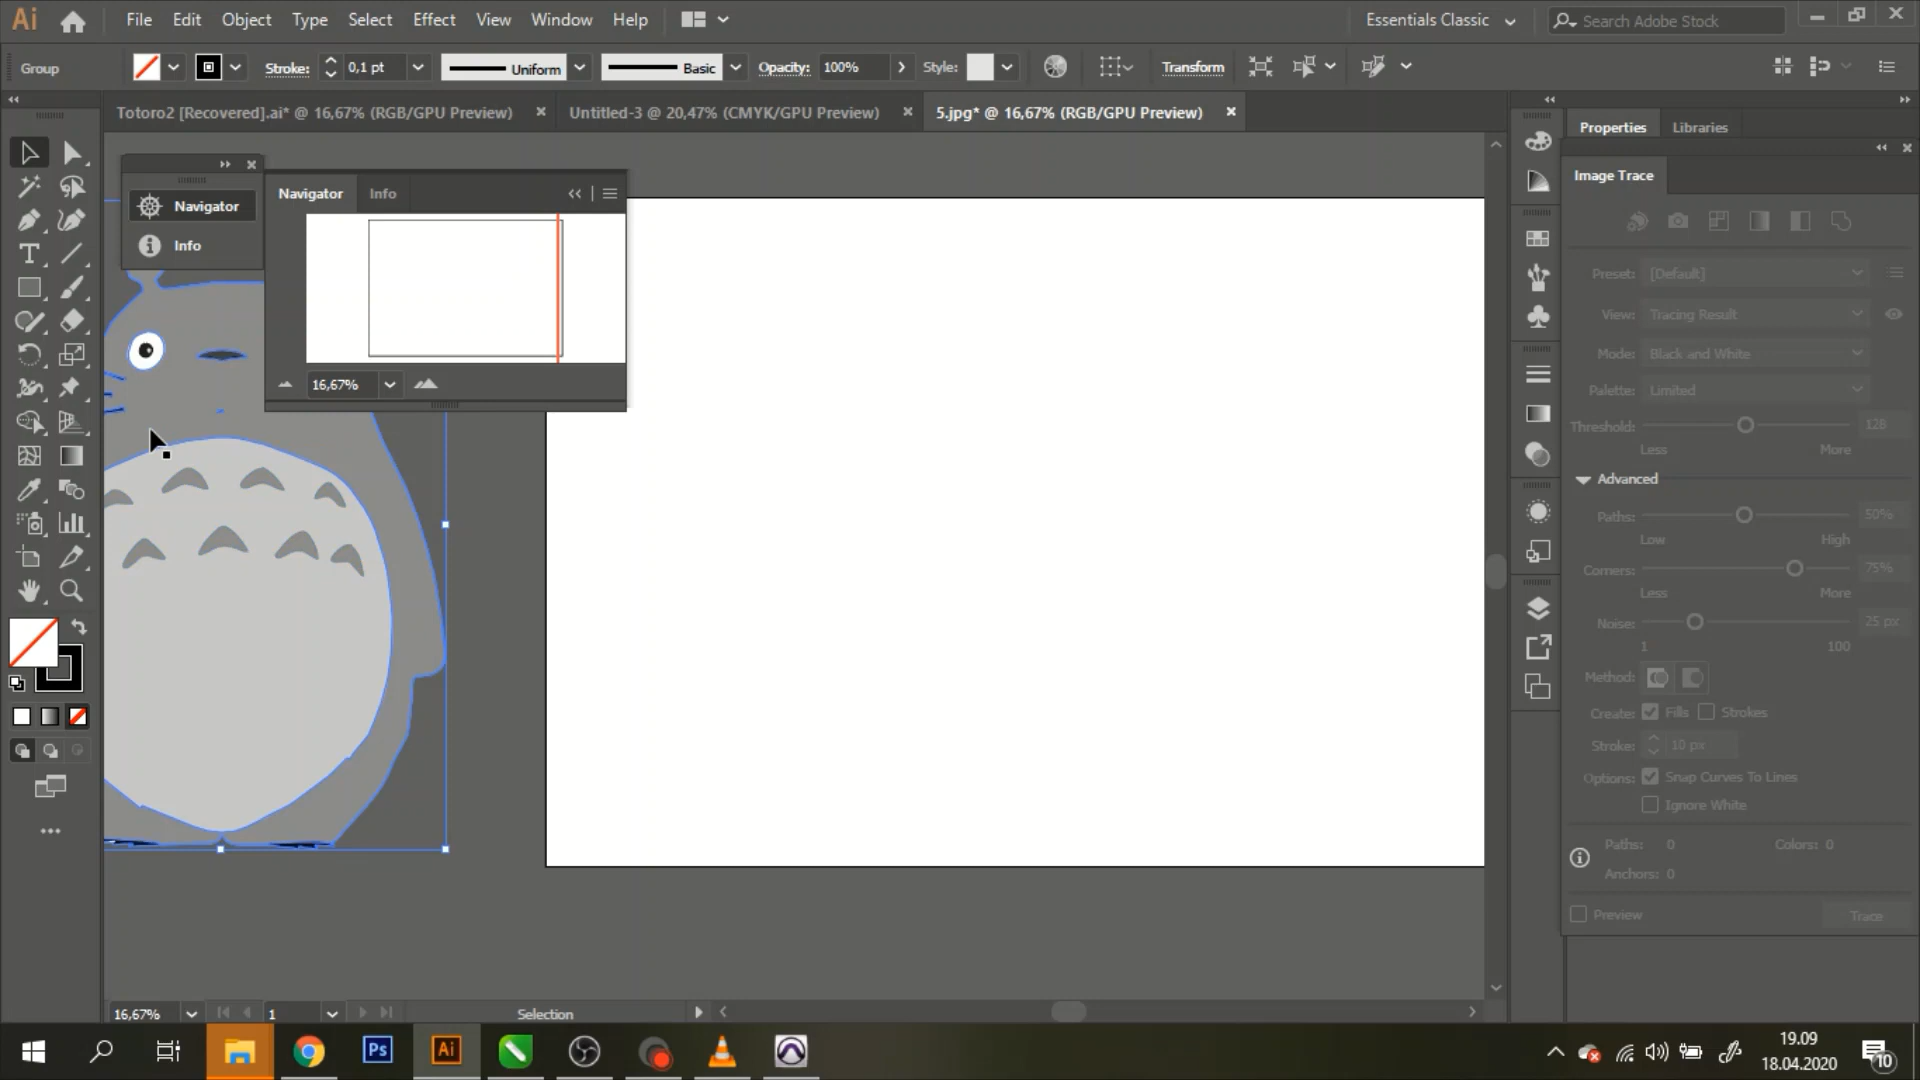 Ai File Edit Object Type Select Effect View Window Help Essentials Classic Search Adobe Stock
Group Stroke: 0,1 pt Uniform Basic Opacity: 100% Style: Transform
Totoro2 [Recovered].ai* @ 16,67% (RGB/GPU Preview) Untitled-3 @ 20,47% (CMYK/GPU Preview) 5.jpg* @ 16,67% (RGB/GPU Preview)
Properties Libraries
Image Trace
Navigator Info
Navigator
Info
16,67%
Preset: [Default]
View: Tracing Result
Mode: Black and White
Palette: Limited
Threshold: 128
Less More
Advanced
Paths: 50%
Low High
Corners: 75%
Less More
Noise: 25 px
1 100
Method:
Create: Fills Strokes
Stroke: 10 px
Options: Snap Curves To Lines
Ignore White
Paths: 0 Colors: 0
Anchors: 0
Preview Trace
16,67% 1 Selection
Ps Ai
19.09
18.04.2020
10